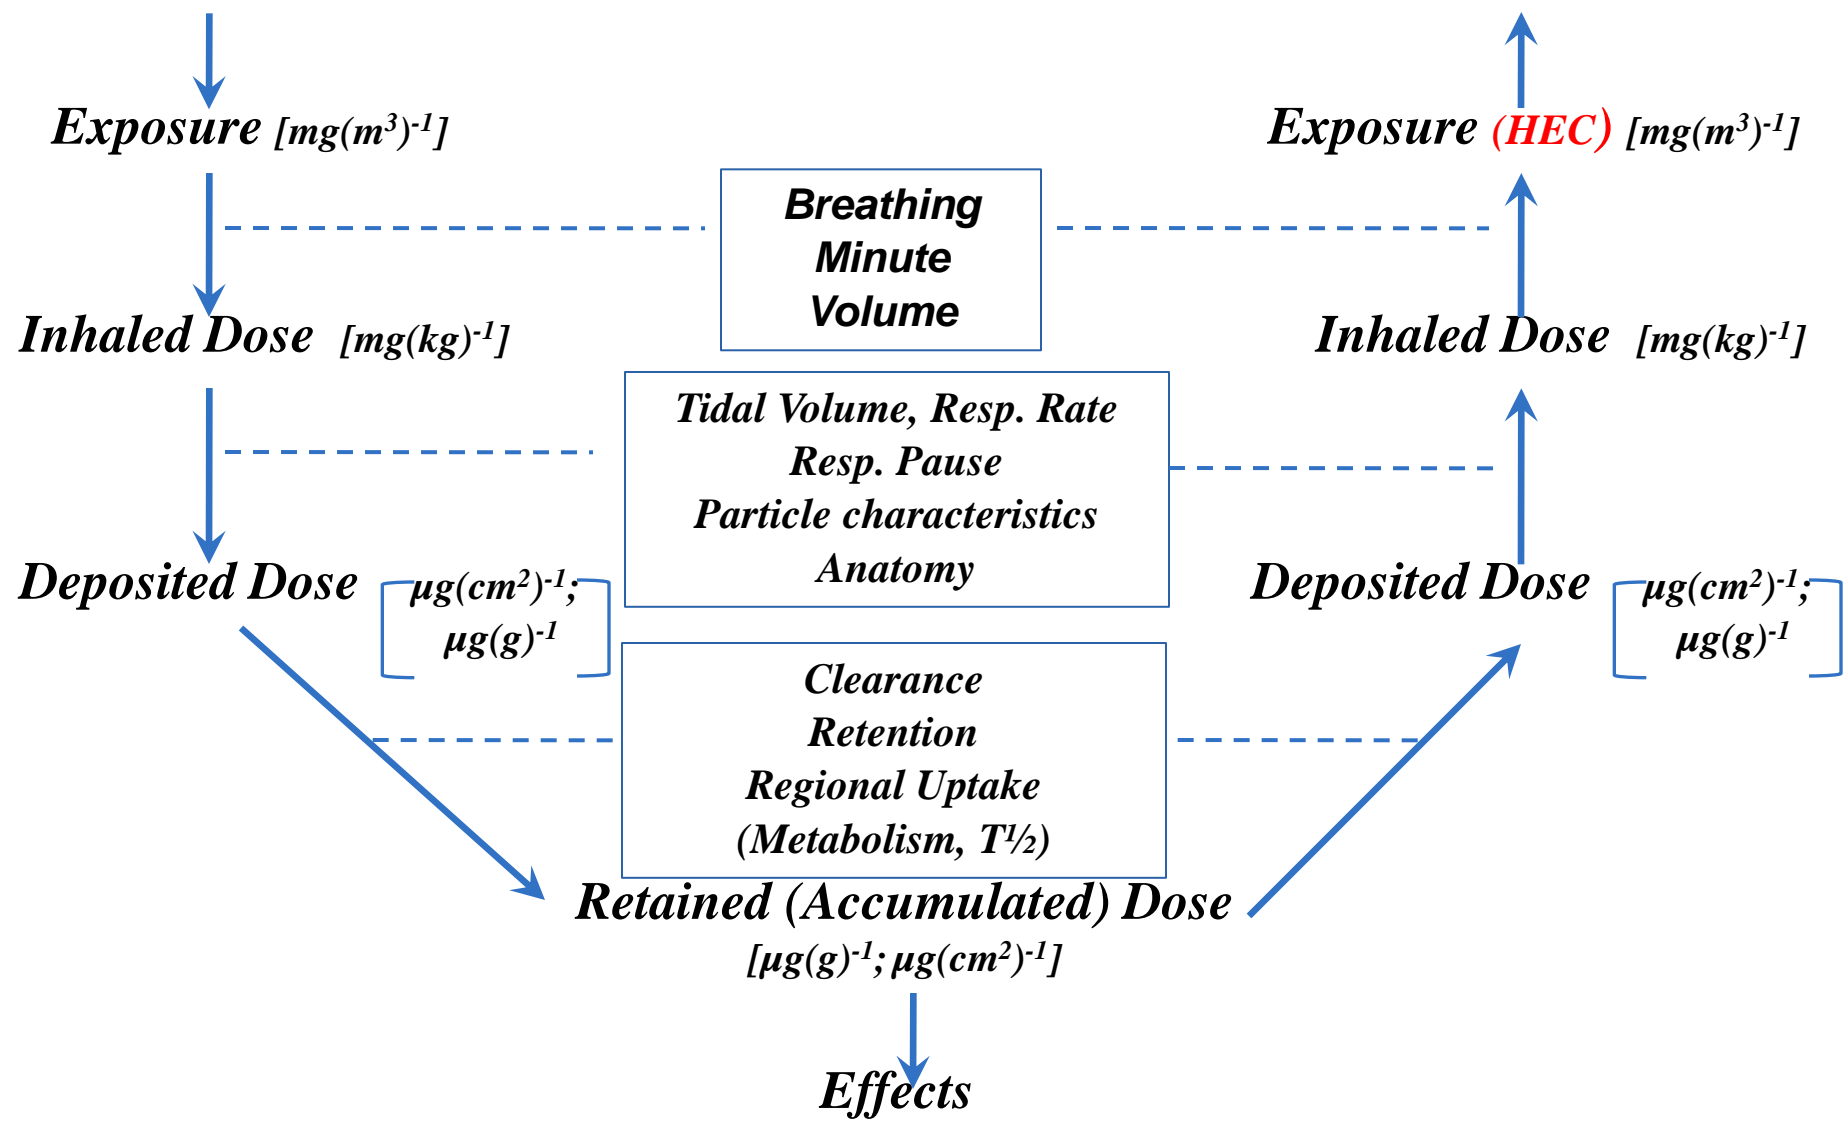 Exposure [mg(m³)⁻¹]
Exposure (HEC) [mg(m³)⁻¹]
Breathing
Minute
Volume
Inhaled Dose [mg(kg)⁻¹]
Inhaled Dose [mg(kg)⁻¹]
Tidal Volume, Resp. Rate
Resp. Pause
Particle characteristics
Anatomy
Deposited Dose
µg(cm²)⁻¹;
µg(g)⁻¹
Deposited Dose
µg(cm²)⁻¹;
µg(g)⁻¹
Clearance
Retention
Regional Uptake
(Metabolism, T½)
Retained (Accumulated) Dose
[µg(g)⁻¹; µg(cm²)⁻¹]
Effects